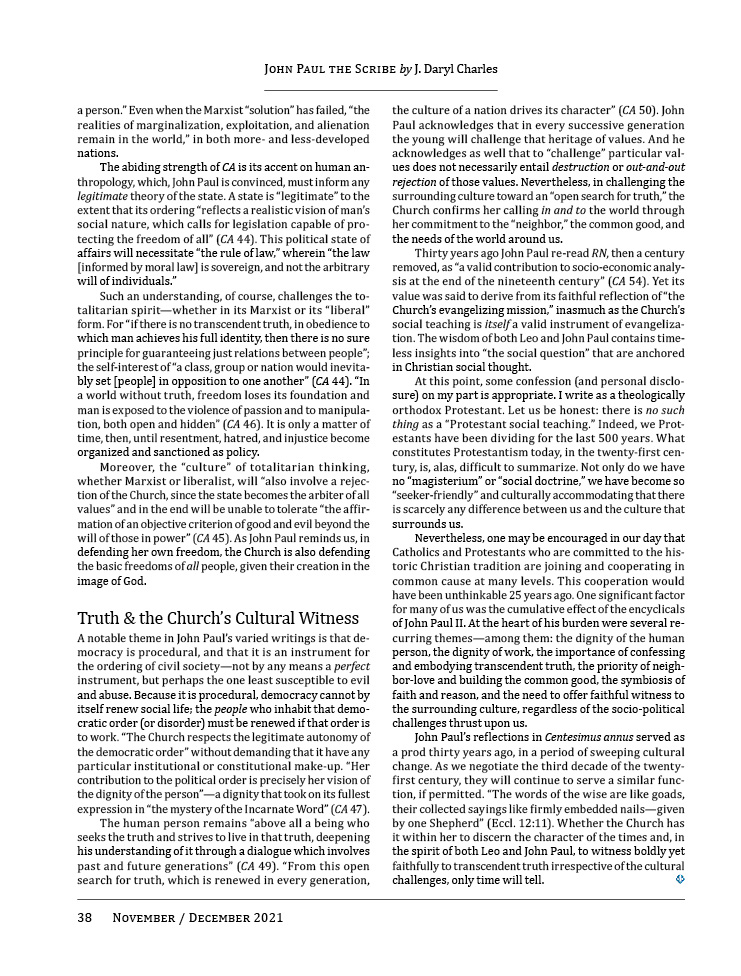 John Paul the Scribe by J. Daryl Charles
a person.” Even when the Marxist “solution” has failed, “the
realities of marginalization, exploitation, and alienation
remain in the world,” in both more- and less-developed
nations.
The abiding strength of CA is its accent on human an-
thropology, which, John Paul is convinced, must inform any
legitimate theory of the state. A state is “legitimate” to the
extent that its ordering “reflects a realistic vision of man’s
social nature, which calls for legislation capable of pro-
tecting the freedom of all” (CA 44). This political state of
affairs will necessitate “the rule of law,” wherein “the law
[informed by moral law] is sovereign, and not the arbitrary
will of individuals.”
Such an understanding, of course, challenges the to-
talitarian spirit—whether in its Marxist or its “liberal”
form. For “if there is no transcendent truth, in obedience to
which man achieves his full identity, then there is no sure
principle for guaranteeing just relations between people”;
the self-interest of “a class, group or nation would inevita-
bly set [people] in opposition to one another” (CA 44). “In
a world without truth, freedom loses its foundation and
man is exposed to the violence of passion and to manipula-
tion, both open and hidden” (CA 46). It is only a matter of
time, then, until resentment, hatred, and injustice become
organized and sanctioned as policy.
Moreover, the “culture” of totalitarian thinking,
whether Marxist or liberalist, will “also involve a rejec-
tion of the Church, since the state becomes the arbiter of all
values” and in the end will be unable to tolerate “the affir-
mation of an objective criterion of good and evil beyond the
will of those in power” (CA 45). As John Paul reminds us, in
defending her own freedom, the Church is also defending
the basic freedoms of all people, given their creation in the
image of God.
Truth & the Church’s Cultural Witness
A notable theme in John Paul’s varied writings is that de-
mocracy is procedural, and that it is an instrument for
the ordering of civil society—not by any means a perfect
instrument, but perhaps the one least susceptible to evil
and abuse. Because it is procedural, democracy cannot by
itself renew social life; the people who inhabit that demo-
cratic order (or disorder) must be renewed if that order is
to work. “The Church respects the legitimate autonomy of
the democratic order” without demanding that it have any
particular institutional or constitutional make-up. “Her
contribution to the political order is precisely her vision of
the dignity of the person”—a dignity that took on its fullest
expression in “the mystery of the Incarnate Word” (CA 47).
The human person remains “above all a being who
seeks the truth and strives to live in that truth, deepening
his understanding of it through a dialogue which involves
past and future generations” (CA 49). “From this open
search for truth, which is renewed in every generation,
the culture of a nation drives its character” (CA 50). John
Paul acknowledges that in every successive generation
the young will challenge that heritage of values. And he
acknowledges as well that to “challenge” particular val-
ues does not necessarily entail destruction or out-and-out
rejection of those values. Nevertheless, in challenging the
surrounding culture toward an “open search for truth,” the
Church confirms her calling in and to the world through
her commitment to the “neighbor,” the common good, and
the needs of the world around us.
Thirty years ago John Paul re-read RN, then a century
removed, as “a valid contribution to socio-economic analy-
sis at the end of the nineteenth century” (CA 54). Yet its
value was said to derive from its faithful reflection of “the
Church’s evangelizing mission,” inasmuch as the Church’s
social teaching is itself a valid instrument of evangeliza-
tion. The wisdom of both Leo and John Paul contains time-
less insights into “the social question” that are anchored
in Christian social thought.
At this point, some confession (and personal disclo-
sure) on my part is appropriate. I write as a theologically
orthodox Protestant. Let us be honest: there is no such
thing as a “Protestant social teaching.” Indeed, we Prot-
estants have been dividing for the last 500 years. What
constitutes Protestantism today, in the twenty-first cen-
tury, is, alas, difficult to summarize. Not only do we have
no “magisterium” or “social doctrine,” we have become so
“seeker-friendly” and culturally accommodating that there
is scarcely any difference between us and the culture that
surrounds us.
Nevertheless, one may be encouraged in our day that
Catholics and Protestants who are committed to the his-
toric Christian tradition are joining and cooperating in
common cause at many levels. This cooperation would
have been unthinkable 25 years ago. One significant factor
for many of us was the cumulative effect of the encyclicals
of John Paul II. At the heart of his burden were several re-
curring themes—among them: the dignity of the human
person, the dignity of work, the importance of confessing
and embodying transcendent truth, the priority of neigh-
bor-love and building the common good, the symbiosis of
faith and reason, and the need to offer faithful witness to
the surrounding culture, regardless of the socio-political
challenges thrust upon us.
John Paul’s reflections in Centesimus annus served as
a prod thirty years ago, in a period of sweeping cultural
change. As we negotiate the third decade of the twenty-
first century, they will continue to serve a similar func-
tion, if permitted. “The words of the wise are like goads,
their collected sayings like firmly embedded nails—given
by one Shepherd” (Eccl. 12:11). Whether the Church has
it within her to discern the character of the times and, in
the spirit of both Leo and John Paul, to witness boldly yet
faithfully to transcendent truth irrespective of the cultural
challenges, only time will tell.
38 November / December 2021